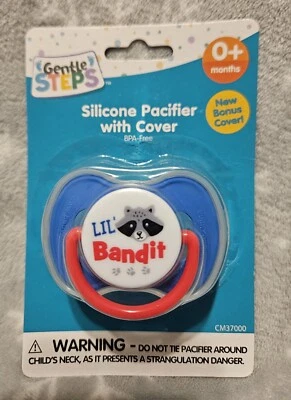 Gentle
STEPS
0+
months
Silicone Pacifier
with Cover
BPA-Free
New
Bonus
Cover!
LIL'
Bandit
CM37000
WARNING - DO NOT TIE PACIFIER AROUND
CHILD'S NECK, AS IT PRESENTS A STRANGULATION DANGER.